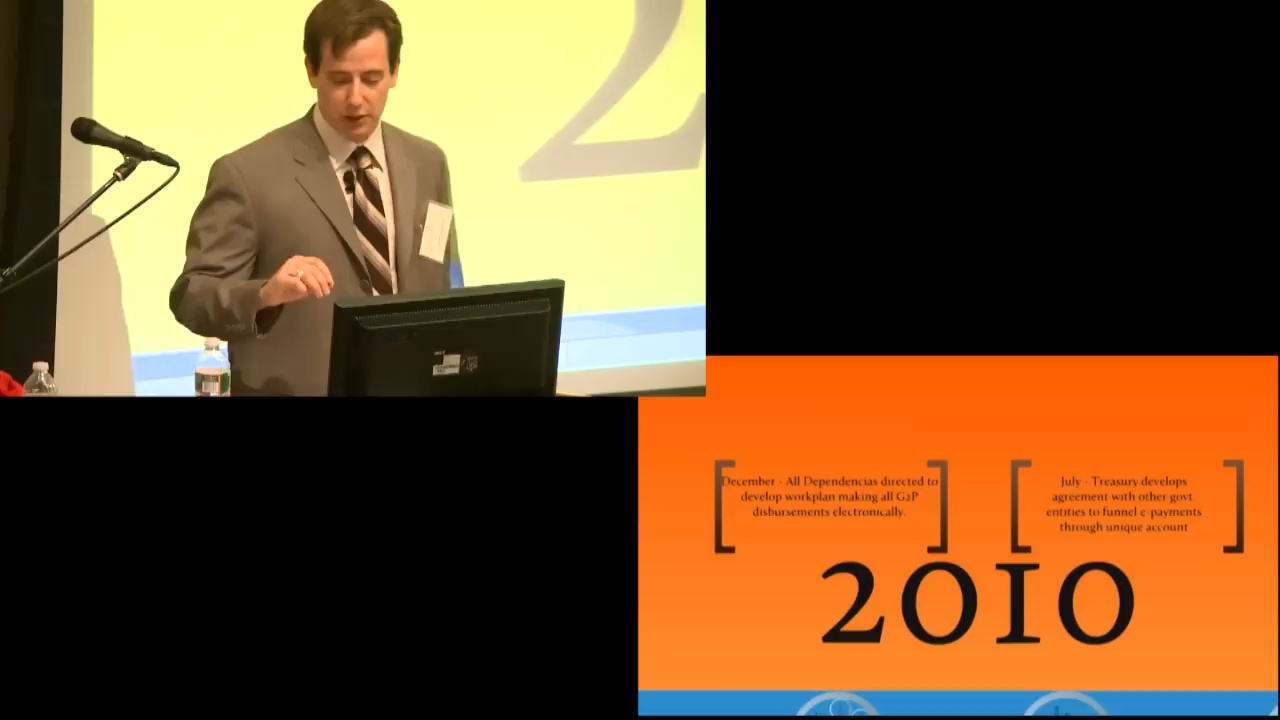 2
December - All Dependencias directed to
develop workplan making all G2P
disbursements electronically.
July - Treasury develops
agreement with other govt
entities to funnel e-payments
through unique account
2010